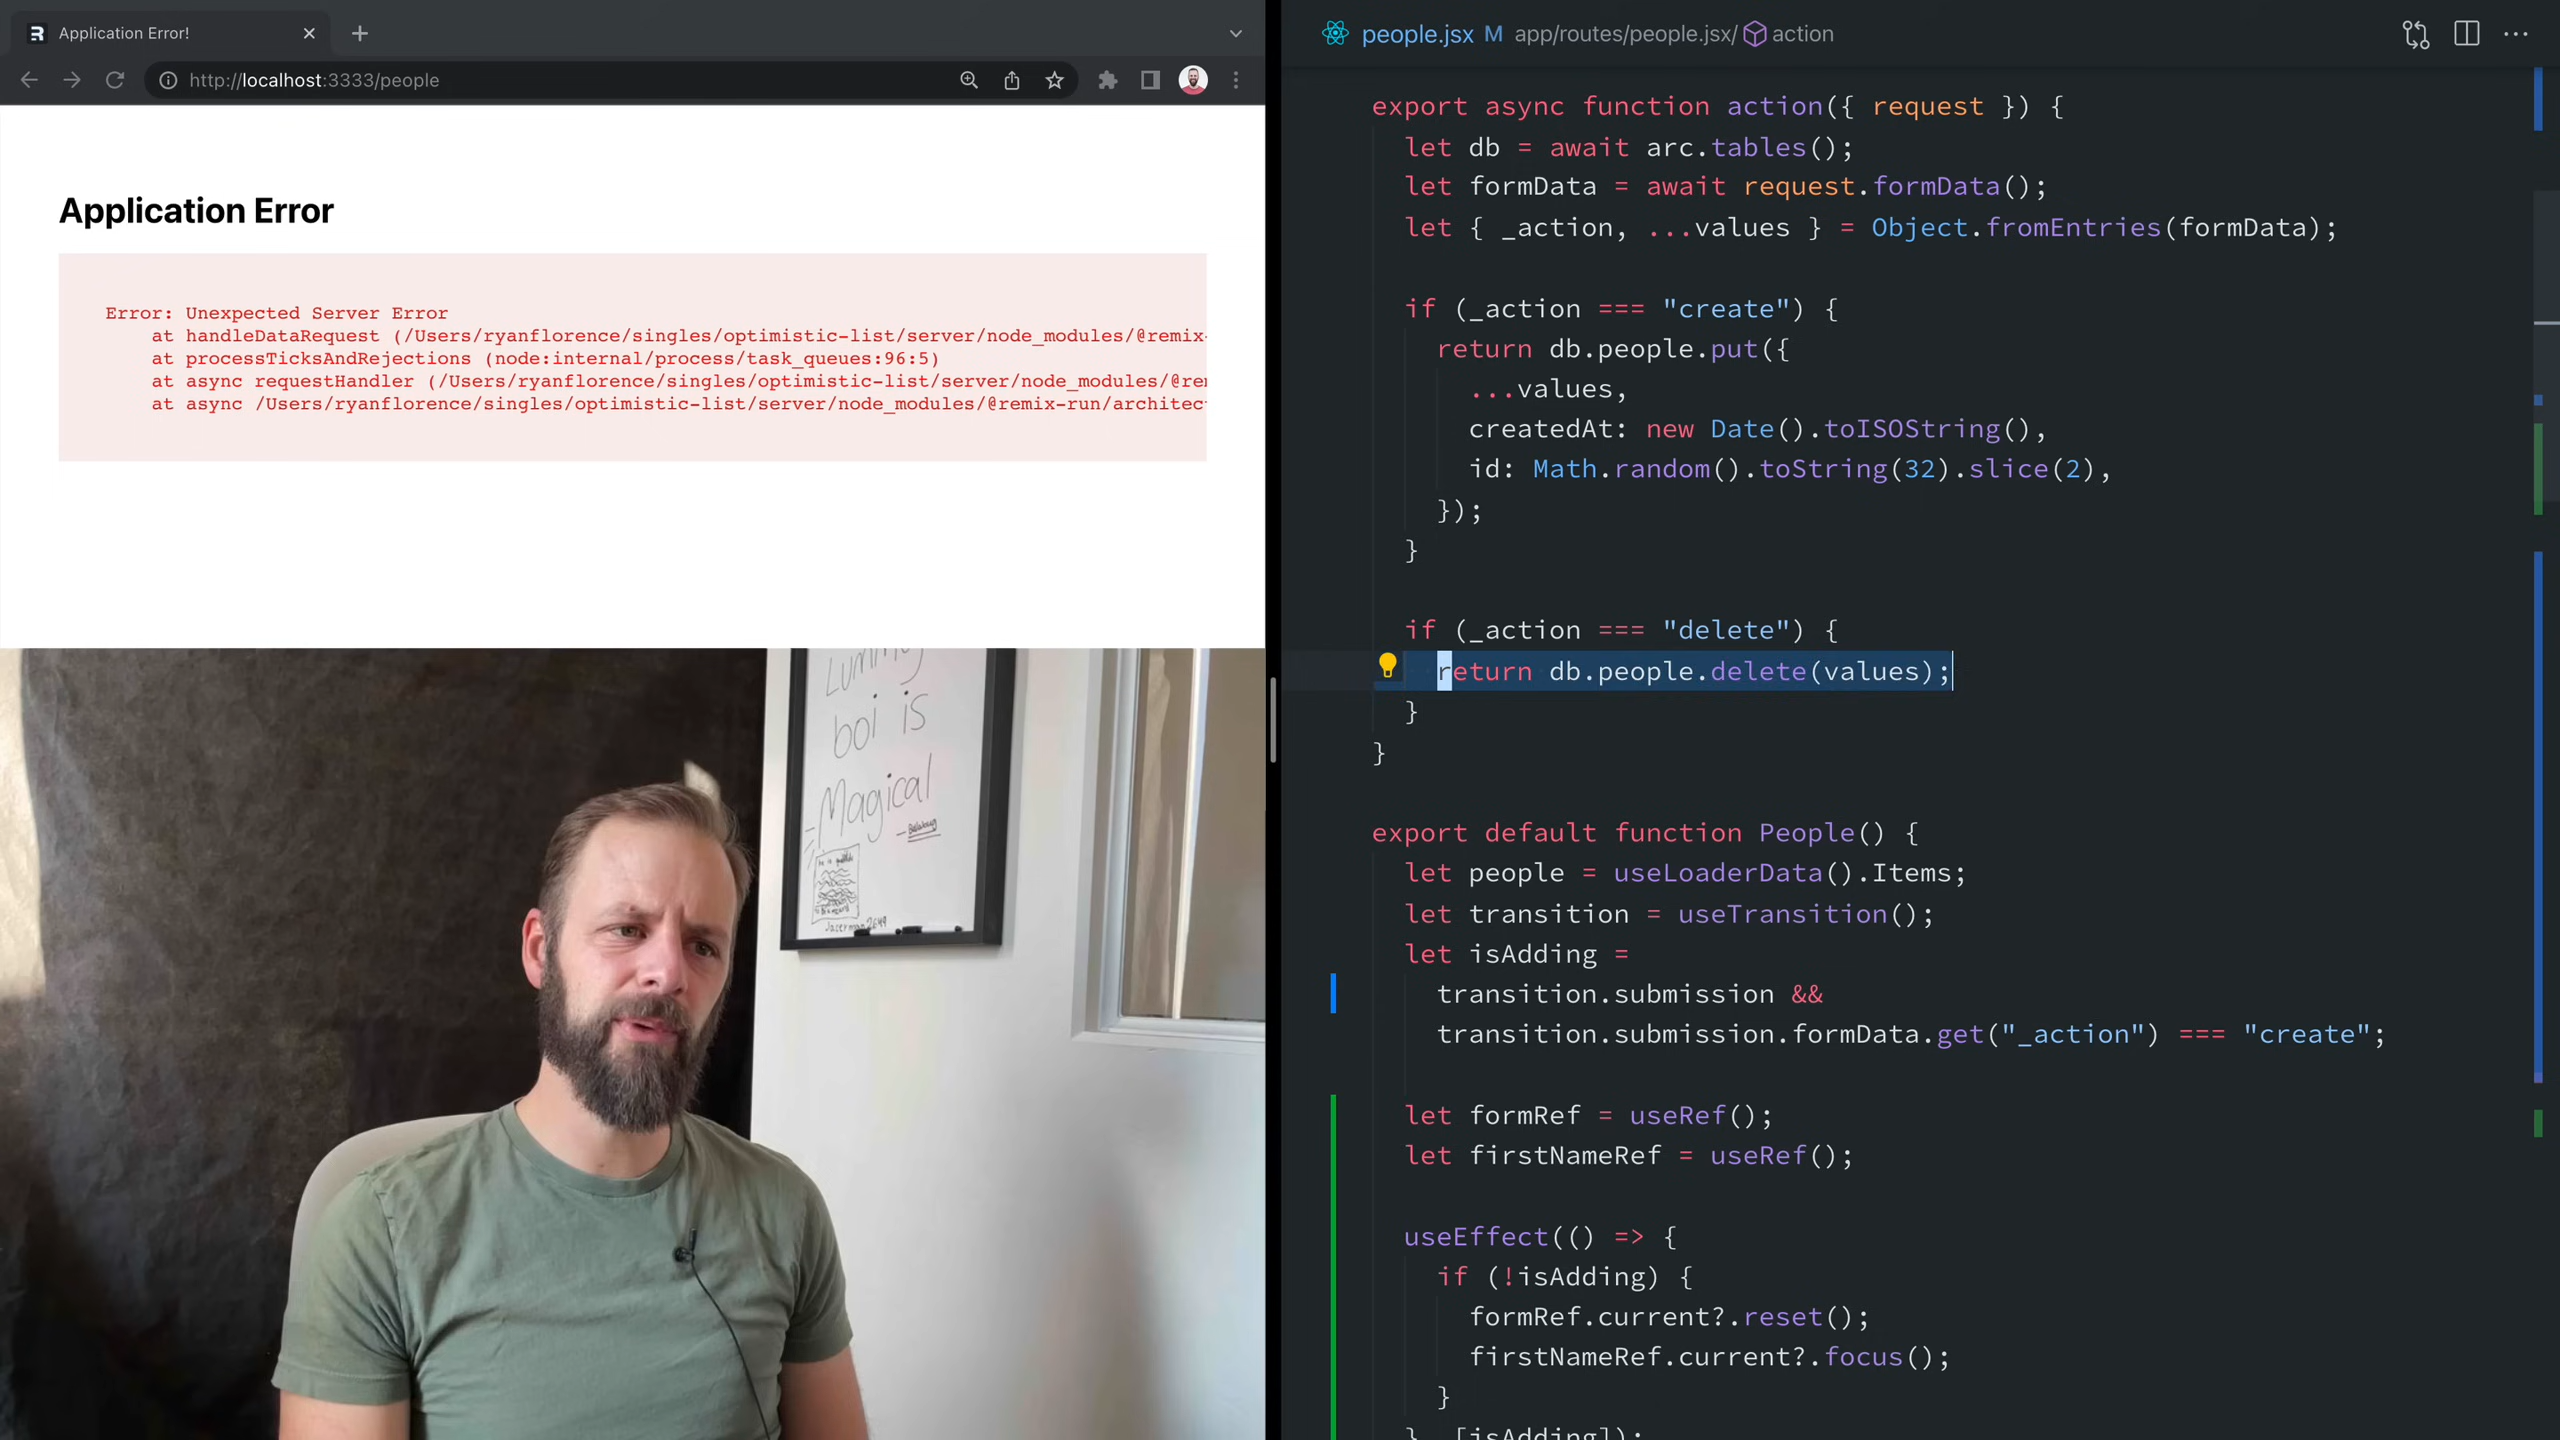 Application Error!
http://localhost:3333/people
Application Error
Error: Unexpected Server Error
at handleDataRequest (/Users/ryanflorence/singles/optimistic-list/server/node_modules/@remix-
at processTicksAndRejections (node:internal/process/task_queues:96:5)
at async requestHandler (/Users/ryanflorence/singles/optimistic-list/server/node_modules/@rem
at async /Users/ryanflorence/singles/optimistic-list/server/node_modules/@remix-run/architec
boi is
Magical
people.jsx M app/routes/people.jsx/ action
export async function action({ request }) {
let db = await arc.tables();
let formData = await request.formData();
let { _action, ...values } = Object.fromEntries(formData);
if (_action === "create") {
return db.people.put({
...values,
createdAt: new Date().toISOString(),
id: Math.random().toString(32).slice(2),
});
}
if (_action === "delete") {
return db.people.delete(values);
}
}
export default function People() {
let people = useLoaderData().Items;
let transition = useTransition();
let isAdding =
transition.submission &&
transition.submission.formData.get("_action") === "create";
let formRef = useRef();
let firstNameRef = useRef();
useEffect(() => {
if (!isAdding) {
formRef.current?.reset();
firstNameRef.current?.focus();
}
}, [isAdding]);